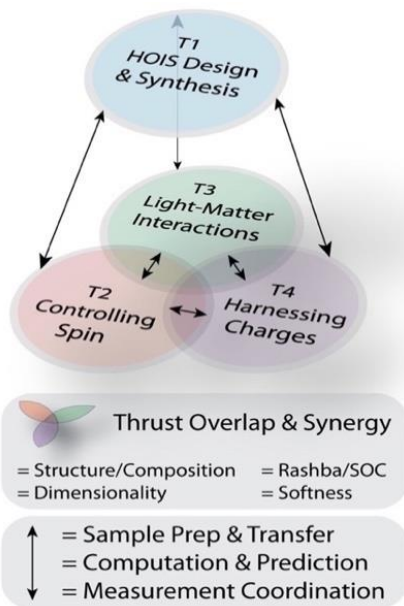 T1
HOIS Design
& Synthesis
T3
Light-Matter
Interactions
T2
Controlling
Spin
T4
Harnessing
Charges
Thrust Overlap & Synergy
= Structure/Composition
= Rashba/SOC
= Dimensionality
= Softness
= Sample Prep & Transfer
= Computation & Prediction
= Measurement Coordination